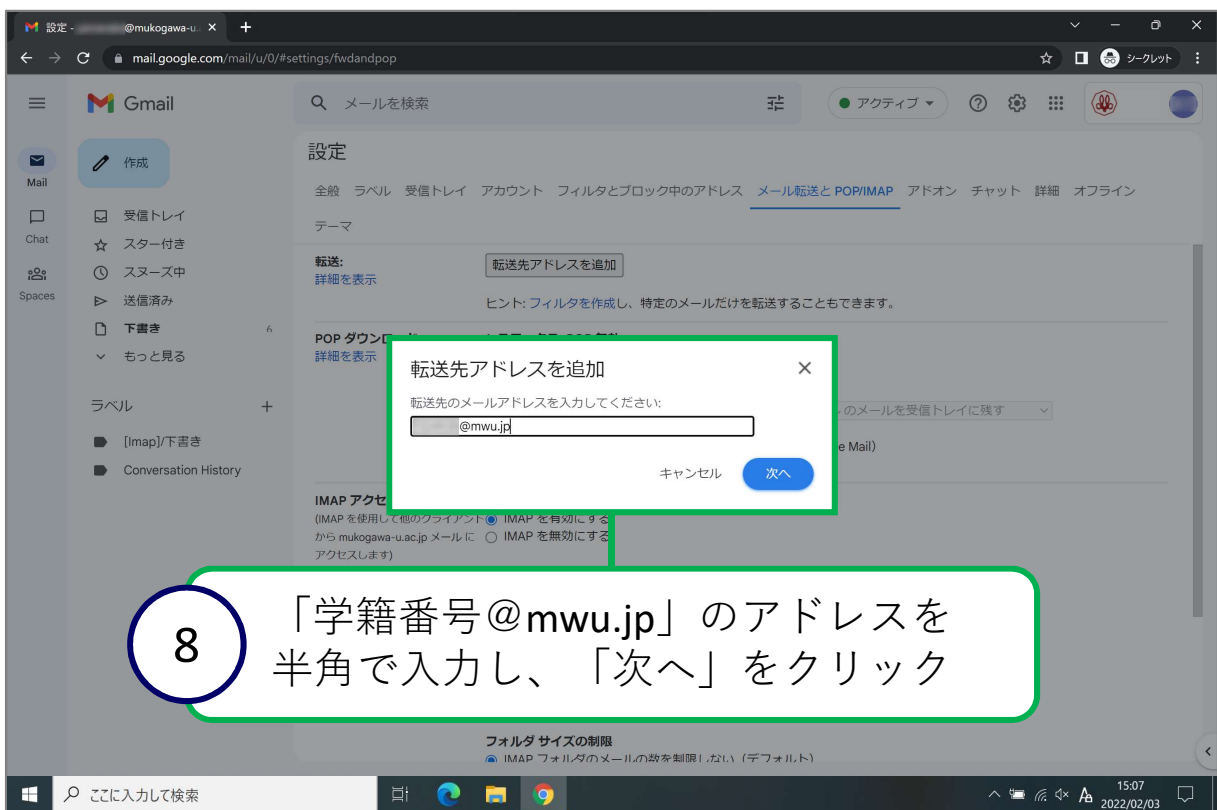 設定 -
@mukogawa-u.
mail.google.com/mail/u/0/#settings/fwdandpop
シークレット
Gmail
メールを検索
アクティブ
Mail
Chat
Spaces
作成
受信トレイ
スター付き
スヌーズ中
送信済み
下書き 6
もっと見る
ラベル
[Imap]/下書き
Conversation History
設定
全般 ラベル 受信トレイ アカウント フィルタとブロック中のアドレス メール転送と POP/IMAP アドオン チャット 詳細 オフライン
テーマ
転送:
詳細を表示
転送先アドレスを追加
ヒント: フィルタを作成し、特定のメールだけを転送することもできます。
POP ダウンロ
詳細を表示
転送先アドレスを追加
転送先のメールアドレスを入力してください:
@mwu.jp
キャンセル 次へ
のメールを受信トレイに残す
e Mail）
IMAP アクセ
(IMAP を使用して他のクライアント
から mukogawa-u.ac.jp メールに
アクセスします)
IMAP を有効にする
IMAP を無効にする
8
「学籍番号＠mwu.jp」のアドレスを
半角で入力し、「次へ」をクリック
フォルダ サイズの制限
IMAP フォルダのメールの数を制限しない（デフォルト）
ここに入力して検索
A
15:07
2022/02/03